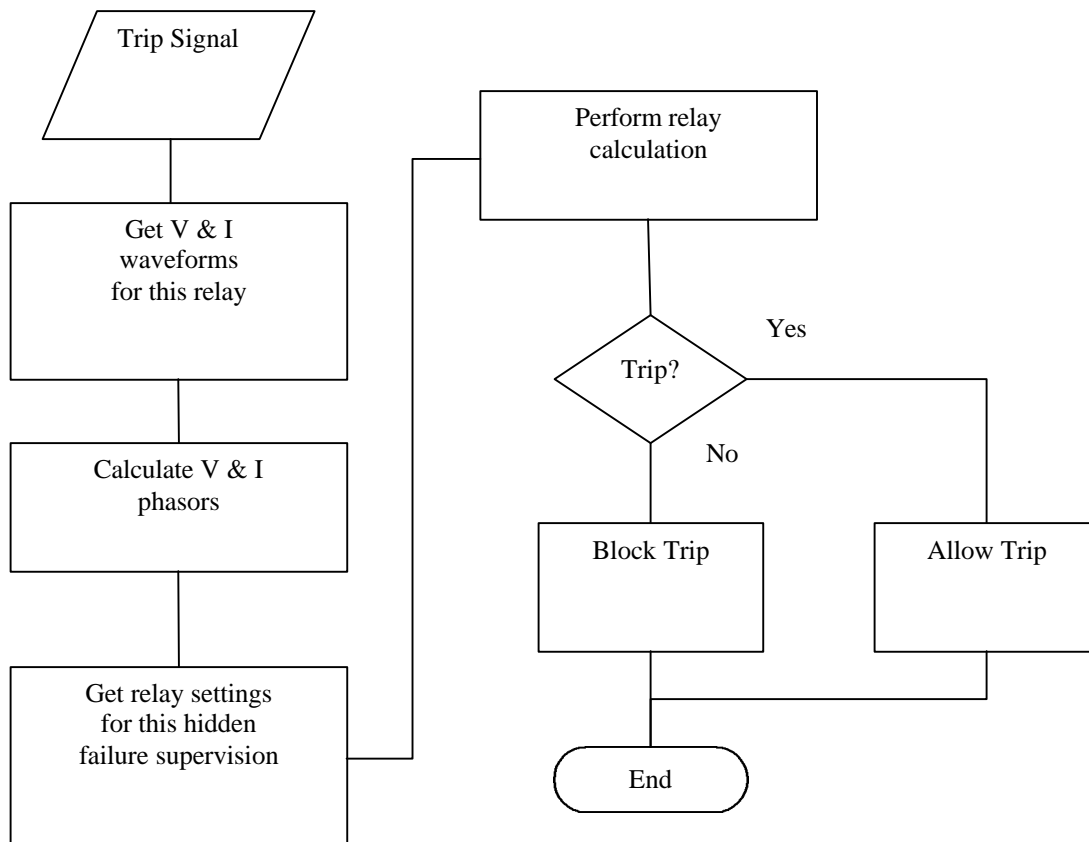 Trip Signal
Get V & I
waveforms
for this relay
Calculate V & I
phasors
Get relay settings
for this hidden
failure supervision
Perform relay
calculation
Trip?
Yes
No
Block Trip
Allow Trip
End